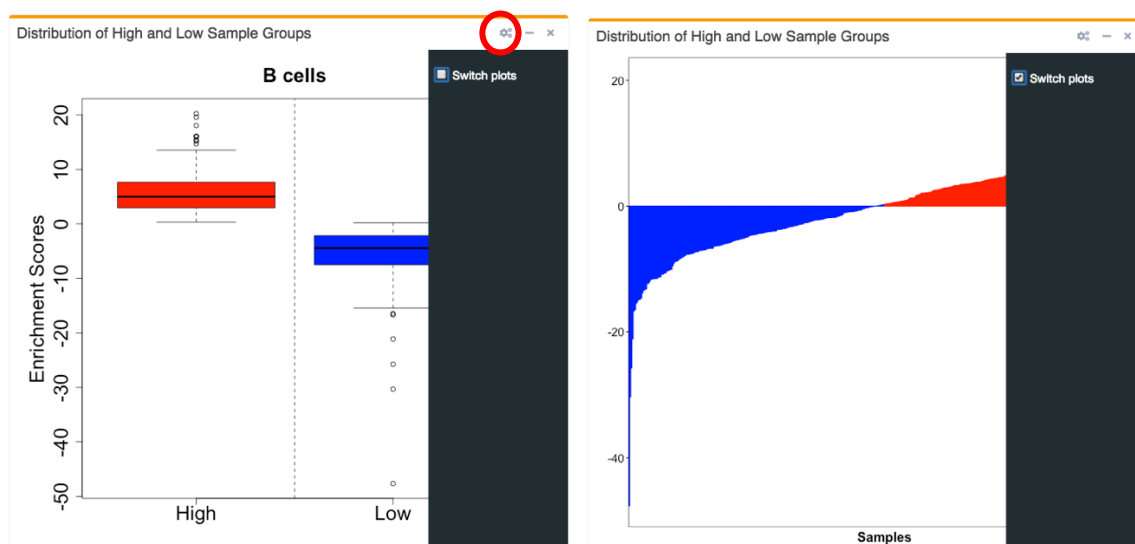 Distribution of High and Low Sample Groups
Switch plots
B cells
Enrichment Scores
20
10
0
-10
-20
-30
-40
-50
High
Low
Distribution of High and Low Sample Groups
Switch plots
20
0
-20
-40
Samples